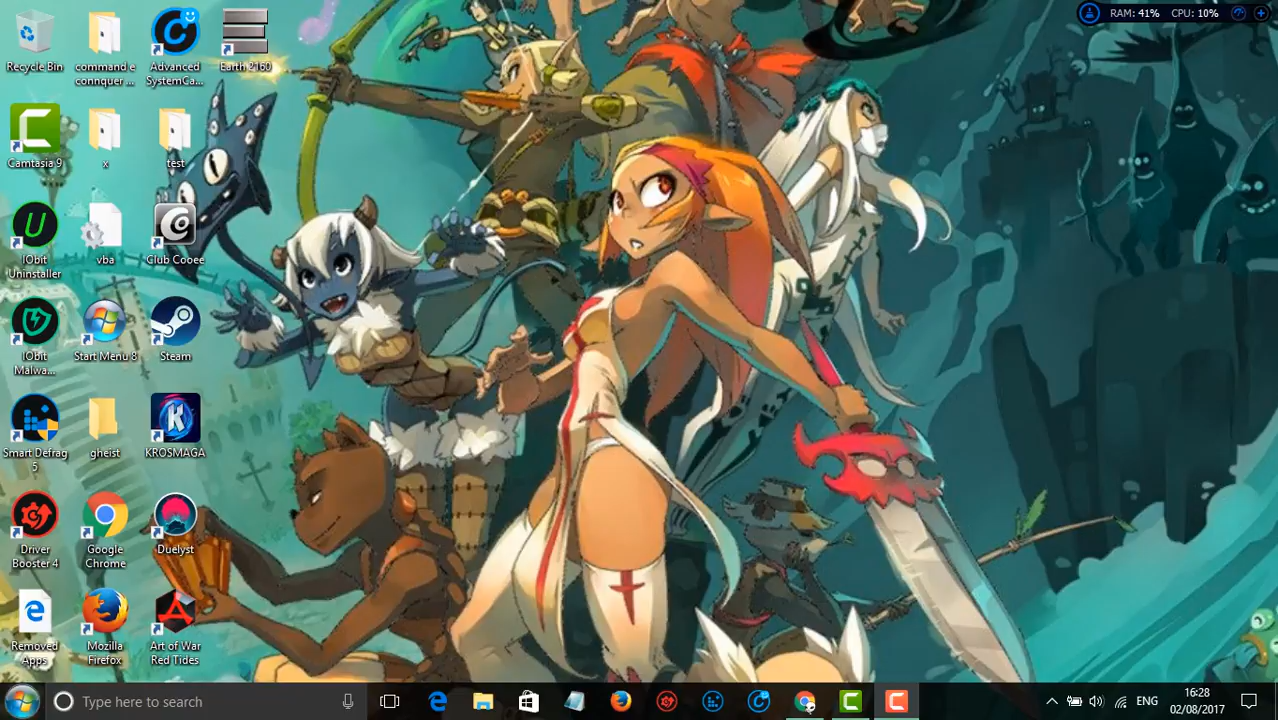 RAM: 41% CPU: 10%
Recycle Bin
command e
connquer ...
Advanced
SystemCa...
Earth 2160
Camtasia 9
x
test
IObit
Uninstaller
vba
Club Cooee
IObit
Malwa...
Start Menu 8
Steam
Smart Defrag
5
gheist
KROSMAGA
Driver
Booster 4
Google
Chrome
Duelyst
Removed
Apps
Mozilla
Firefox
Art of War
Red Tides
Type here to search
ENG
16:28
02/08/2017